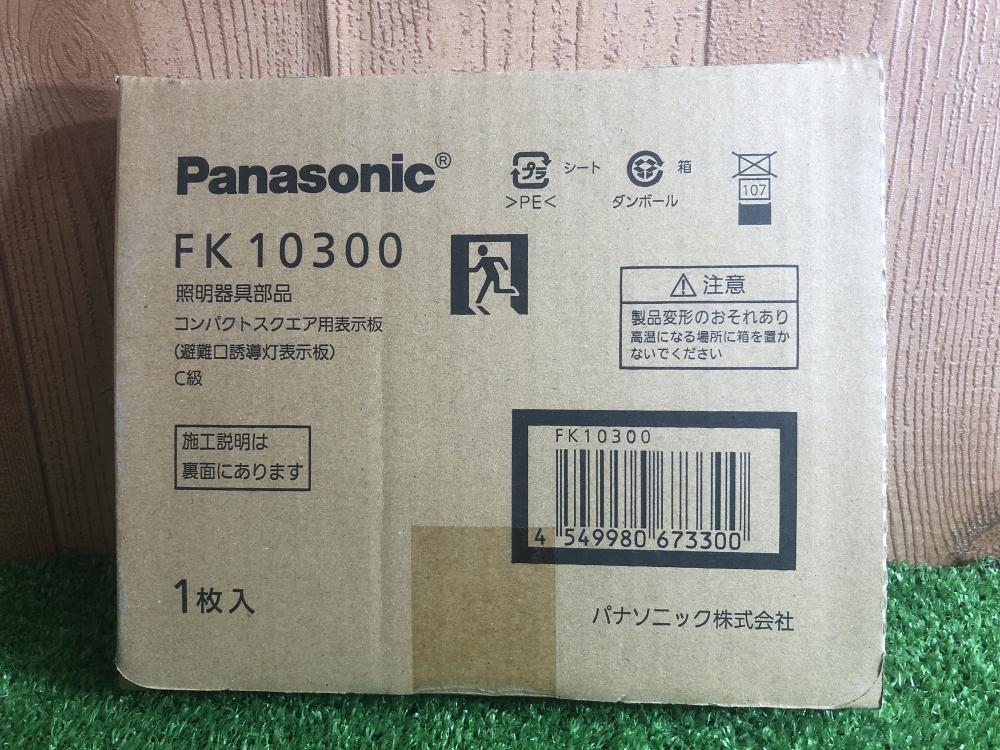 Panasonic®
プラ シート
>PE<
箱
ダンボール
107
FK10300
照明器具部品
コンパクトスクエア用表示板
(避難口誘導灯表示板)
C級
⚠注意
製品変形のおそれあり
高温になる場所に箱を置か
ないでください
施工説明は
裏面にあります
FK10300
4 549980 673300
1枚入
パナソニック株式会社